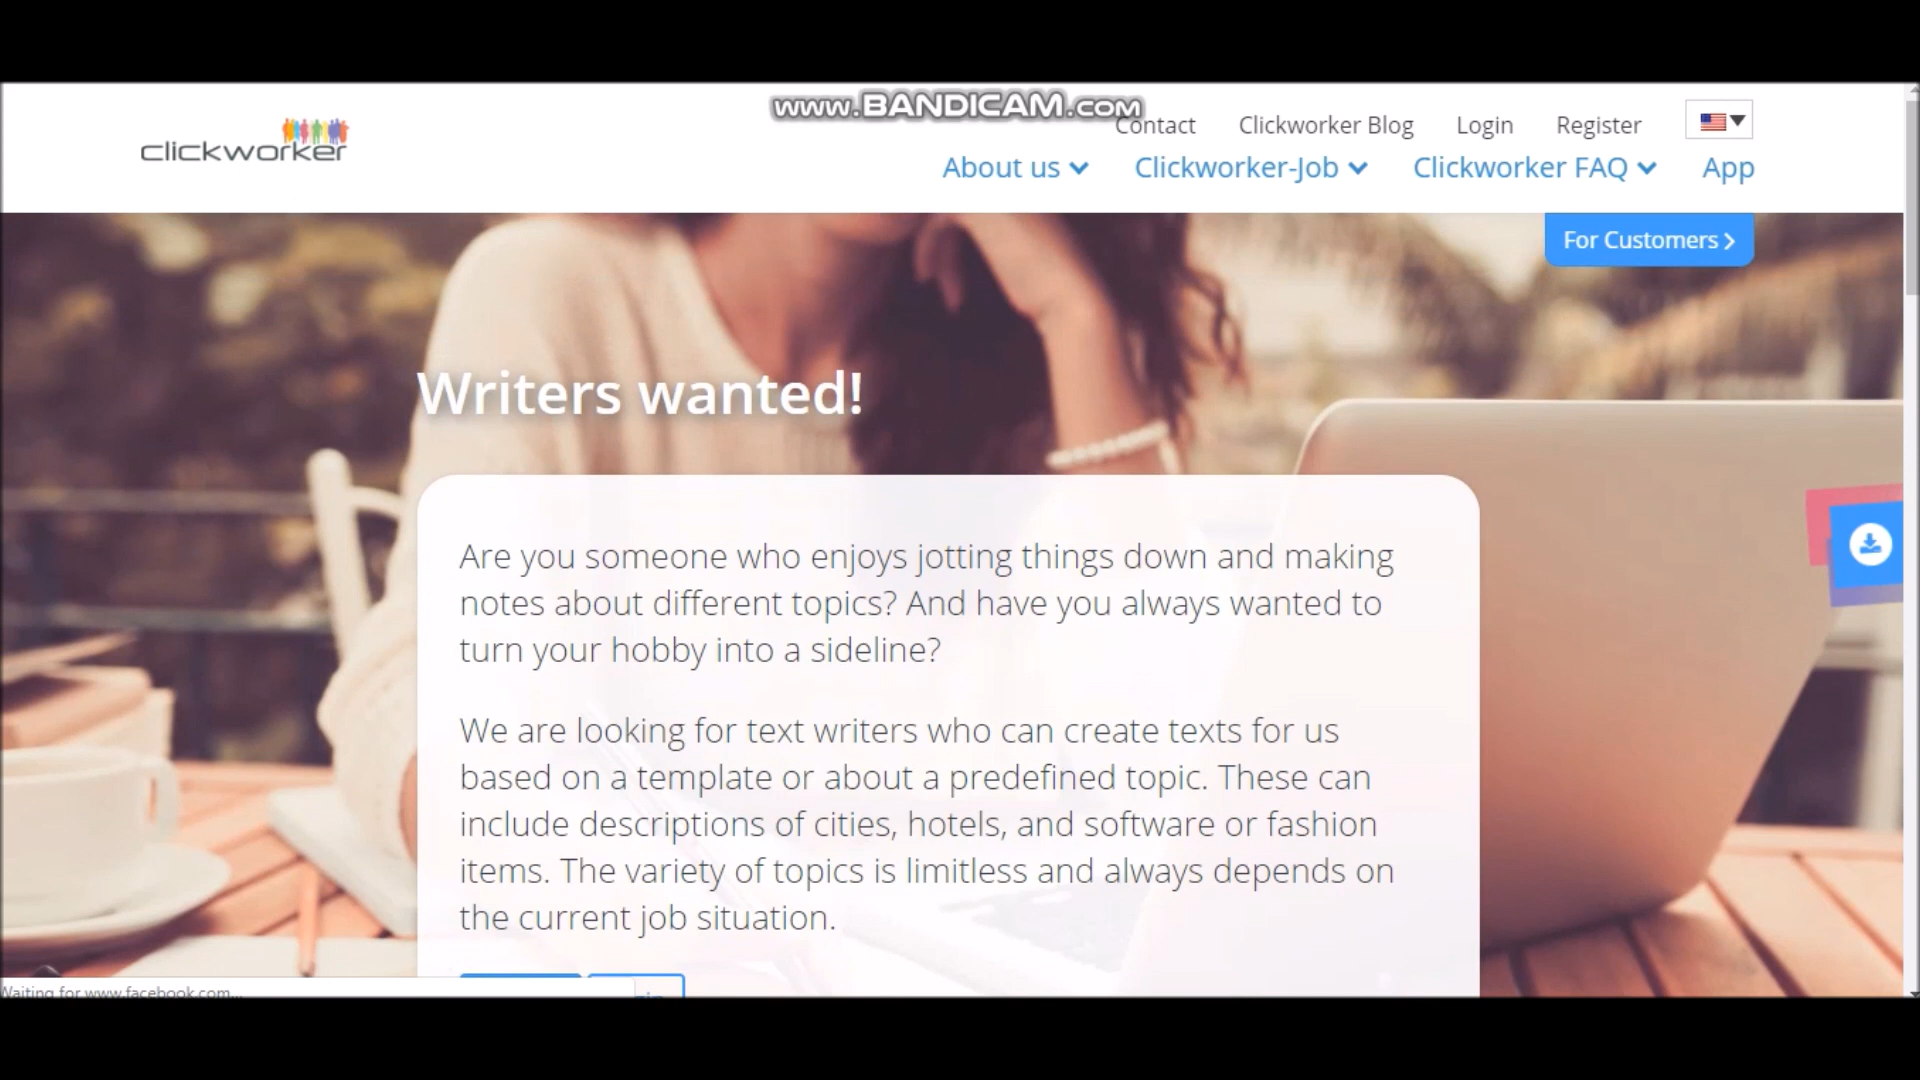 www.BANDICAM.com
clickworker
Contact Clickworker Blog Login Register
About us Clickworker-Job Clickworker FAQ App
For Customers
Writers wanted!
Are you someone who enjoys jotting things down and making
notes about different topics? And have you always wanted to
turn your hobby into a sideline?
We are looking for text writers who can create texts for us
based on a template or about a predefined topic. These can
include descriptions of cities, hotels, and software or fashion
items. The variety of topics is limitless and always depends on
the current job situation.
Waiting for www.facebook.com...